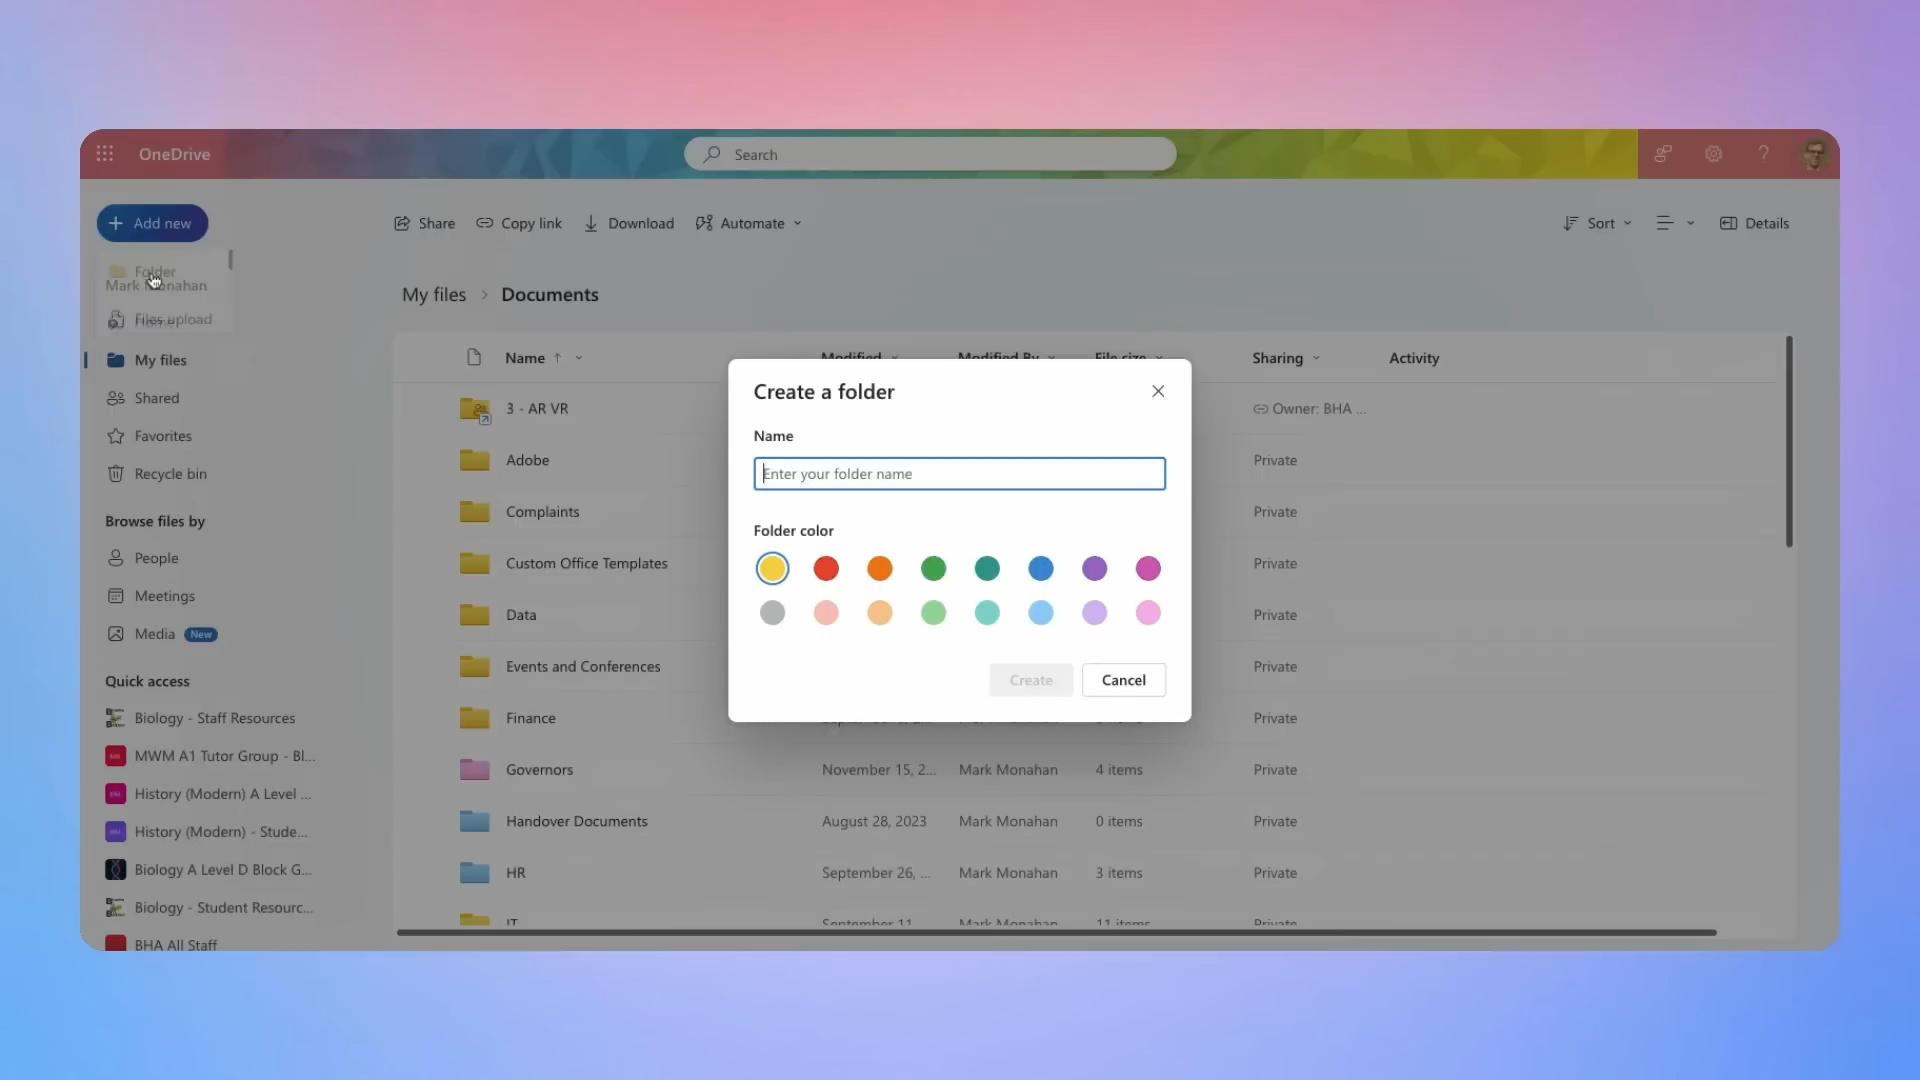 OneDrive
Search
Add new
Share
Copy link
Download
Automate
Sort
Details
Folder
Mark Monahan
Files upload
Home
My files
Shared
Favorites
Recycle bin
Browse files by
People
Meetings
Media New
Quick access
Biology - Staff Resources
MWM A1 Tutor Group - Bl...
History (Modern) A Level ...
History (Modern) - Stude...
Biology A Level D Block G...
Biology - Student Resourc...
BHA All Staff
My files > Documents
Name Modified Modified By File size Sharing Activity
3 - AR VR Owner: BHA ...
Adobe Private
Complaints Private
Custom Office Templates Private
Data Private
Events and Conferences Private
Finance Private
Governors November 15, 2... Mark Monahan 4 items Private
Handover Documents August 28, 2023 Mark Monahan 0 items Private
HR September 26, ... Mark Monahan 3 items Private
IT September 11 Mark Monahan 11 items Private
Create a folder
Name
Enter your folder name
Folder color
Create
Cancel